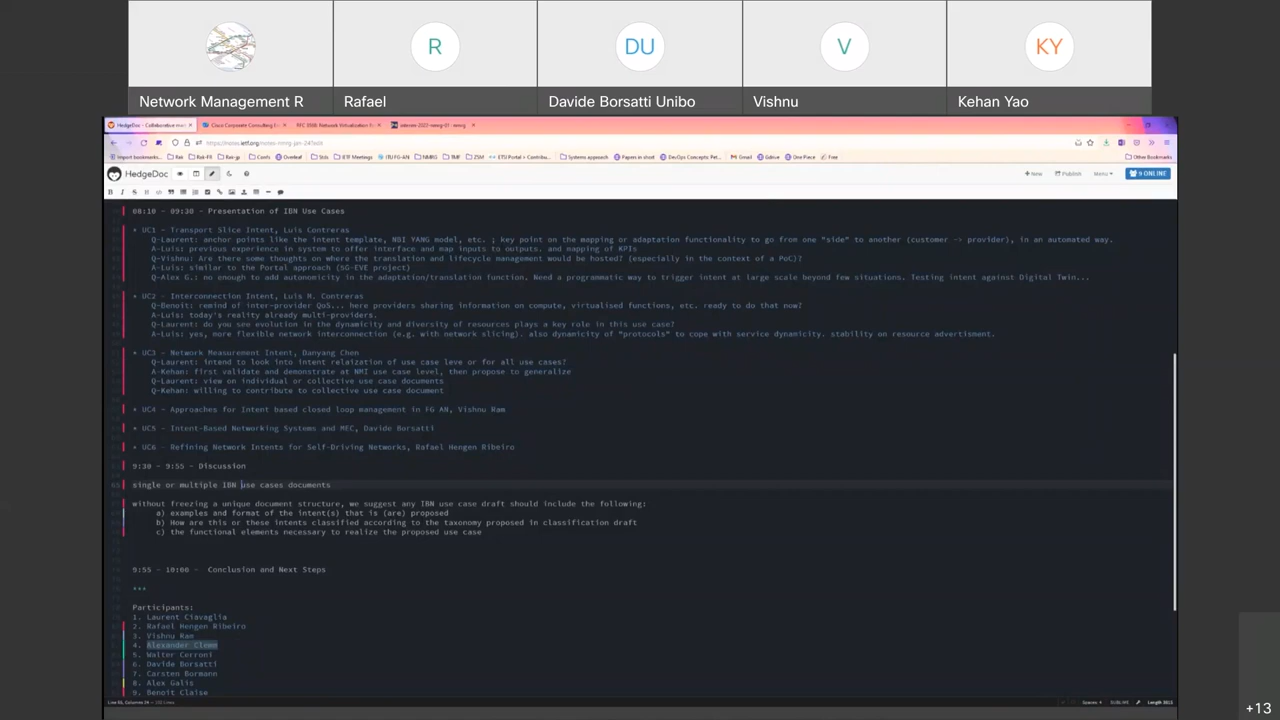 R
DU
V
KY
Network Management R
Rafael
Davide Borsatti Unibo
Vishnu
Kehan Yao
HedgeDoc - Collaborative
HedgeDoc
New
Publish
Menu
9 ONLINE
08:10 - 09:30 - Presentation of IBN Use Cases
* UC1 - Transport Slice Intent, Luis Contreras
Q-Laurent: anchor points like the intent template, NBI YANG model, etc. ; key point on the mapping or adaptation functionality to go from one "side" to another (customer -> provider), in an automated way.
A-Luis: previous experience in system to offer interface and map inputs to outputs. and mapping of KPIs
Q-Vishnu: Are there some thoughts on where the translation and lifecycle management would be hosted? (especially in the context of a PoC)?
A-Luis: similar to the Portal approach (5G-EVE project)
Q-Alex G.: no enough to add autonomicity in the adaptation/translation function. Need a programmatic way to trigger intent at large scale beyond few situations. Testing intent against Digital Twin...
* UC2 - Interconnection Intent, Luis M. Contreras
Q-Benoit: remind of inter-provider QoS... here providers sharing information on compute, virtualised functions, etc. ready to do that now?
A-Luis: today's reality already multi-providers.
Q-Laurent: do you see evolution in the dynamicity and diversity of resources plays a key role in this use case?
A-Luis: yes, more flexible network interconnection (e.g. with network slicing). also dynamicity of "protocols" to cope with service dynamicity. stability on resource advertisment.
* UC3 - Network Measurement Intent, Danyang Chen
Q-Laurent: intend to look into intent relaization of use case leve or for all use cases?
A-Kehan: first validate and demonstrate at NMI use case level, then propose to generalize
Q-Laurent: view on individual or collective use case documents
Q-Kehan: willing to contribute to collective use case document
* UC4 - Approaches for Intent based closed loop management in FG AN, Vishnu Ram
* UC5 - Intent-Based Networking Systems and MEC, Davide Borsatti
* UC6 - Refining Network Intents for Self-Driving Networks, Rafael Hengen Ribeiro
9:30 - 9:55 - Discussion
single or multiple IBN use cases documents
without freezing a unique document structure, we suggest any IBN use case draft should include the following:
a) examples and format of the intent(s) that is (are) proposed
b) How are this or these intents classified according to the taxonomy proposed in classification draft
c) the functional elements necessary to realize the proposed use case
9:55 - 10:00 - Conclusion and Next Steps
***
Participants:
1. Laurent Ciavaglia
2. Rafael Hengen Ribeiro
3. Vishnu Ram
4. Alexander Clemm
5. Walter Cerroni
6. Davide Borsatti
7. Carsten Bormann
8. Alex Galis
9. Benoit Claise
+13